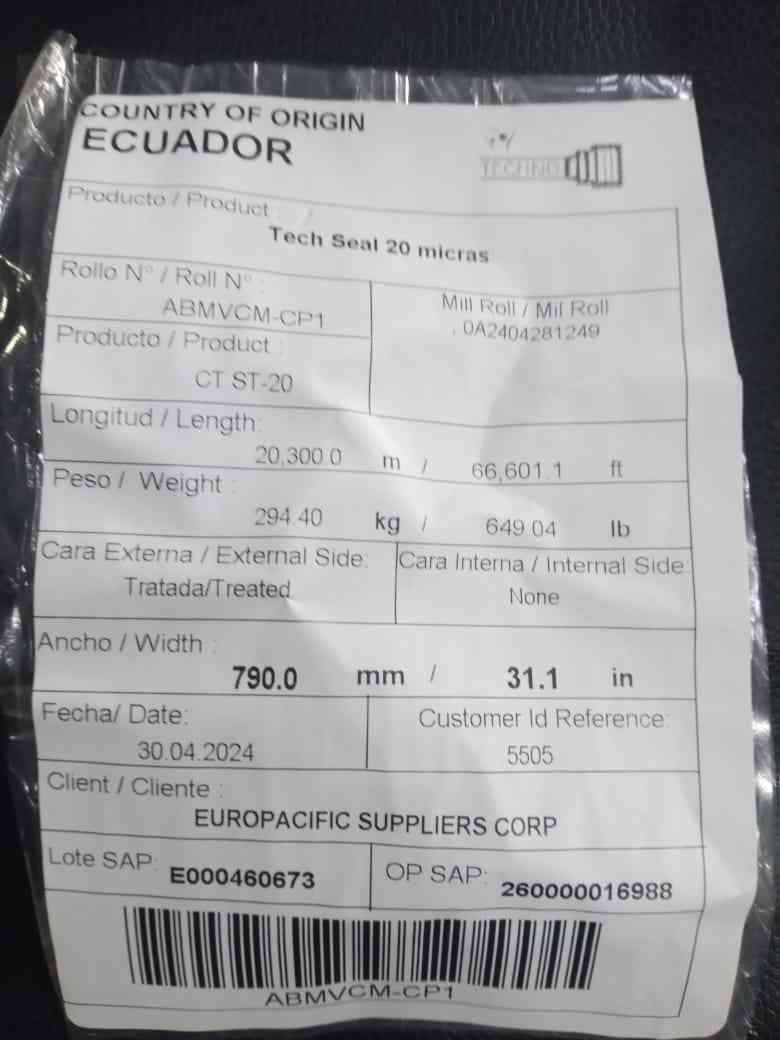 COUNTRY OF ORIGIN
ECUADOR
TECHNO
Producto / Product :
Tech Seal 20 micras
Rollo N° / Roll N° :
ABMVCM-CP1
Mill Roll / Mil Roll
. 0A2404281249
Producto / Product :
CT ST-20
Longitud / Length:
20,300.0 m / 66,601.1 ft
Peso / Weight :
294.40 kg / 649.04 lb
Cara Externa / External Side:
Tratada/Treated
Cara Interna / Internal Side:
None
Ancho / Width :
790.0 mm / 31.1 in
Fecha/ Date:
30.04.2024
Customer Id Reference:
5505
Client / Cliente :
EUROPACIFIC SUPPLIERS CORP
Lote SAP: E000460673
OP SAP: 260000016988
ABMVCM-CP1